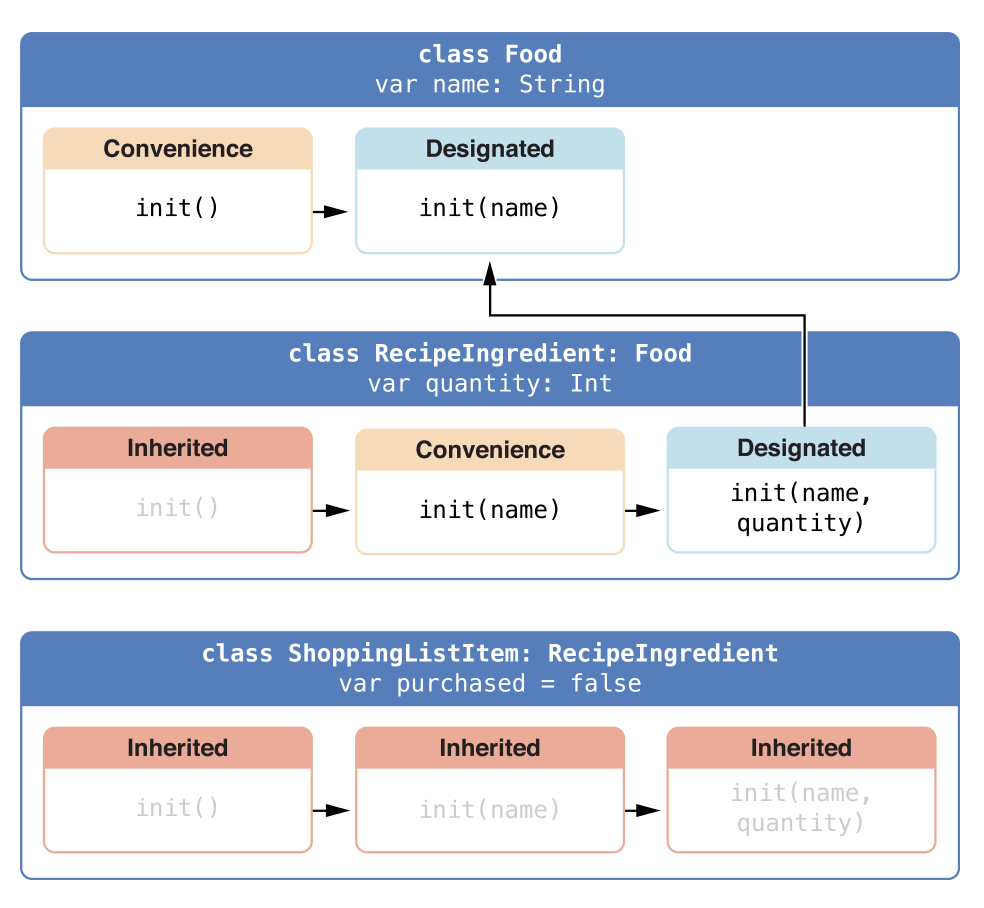 class Food
var name: String
Convenience
Designated
init()
init(name)
class RecipeIngredient: Food
var quantity: Int
Inherited
Convenience
Designated
init()
init(name)
init(name,
quantity)
class ShoppingListItem: RecipeIngredient
var purchased = false
Inherited
Inherited
Inherited
init()
init(name)
init(name,
quantity)